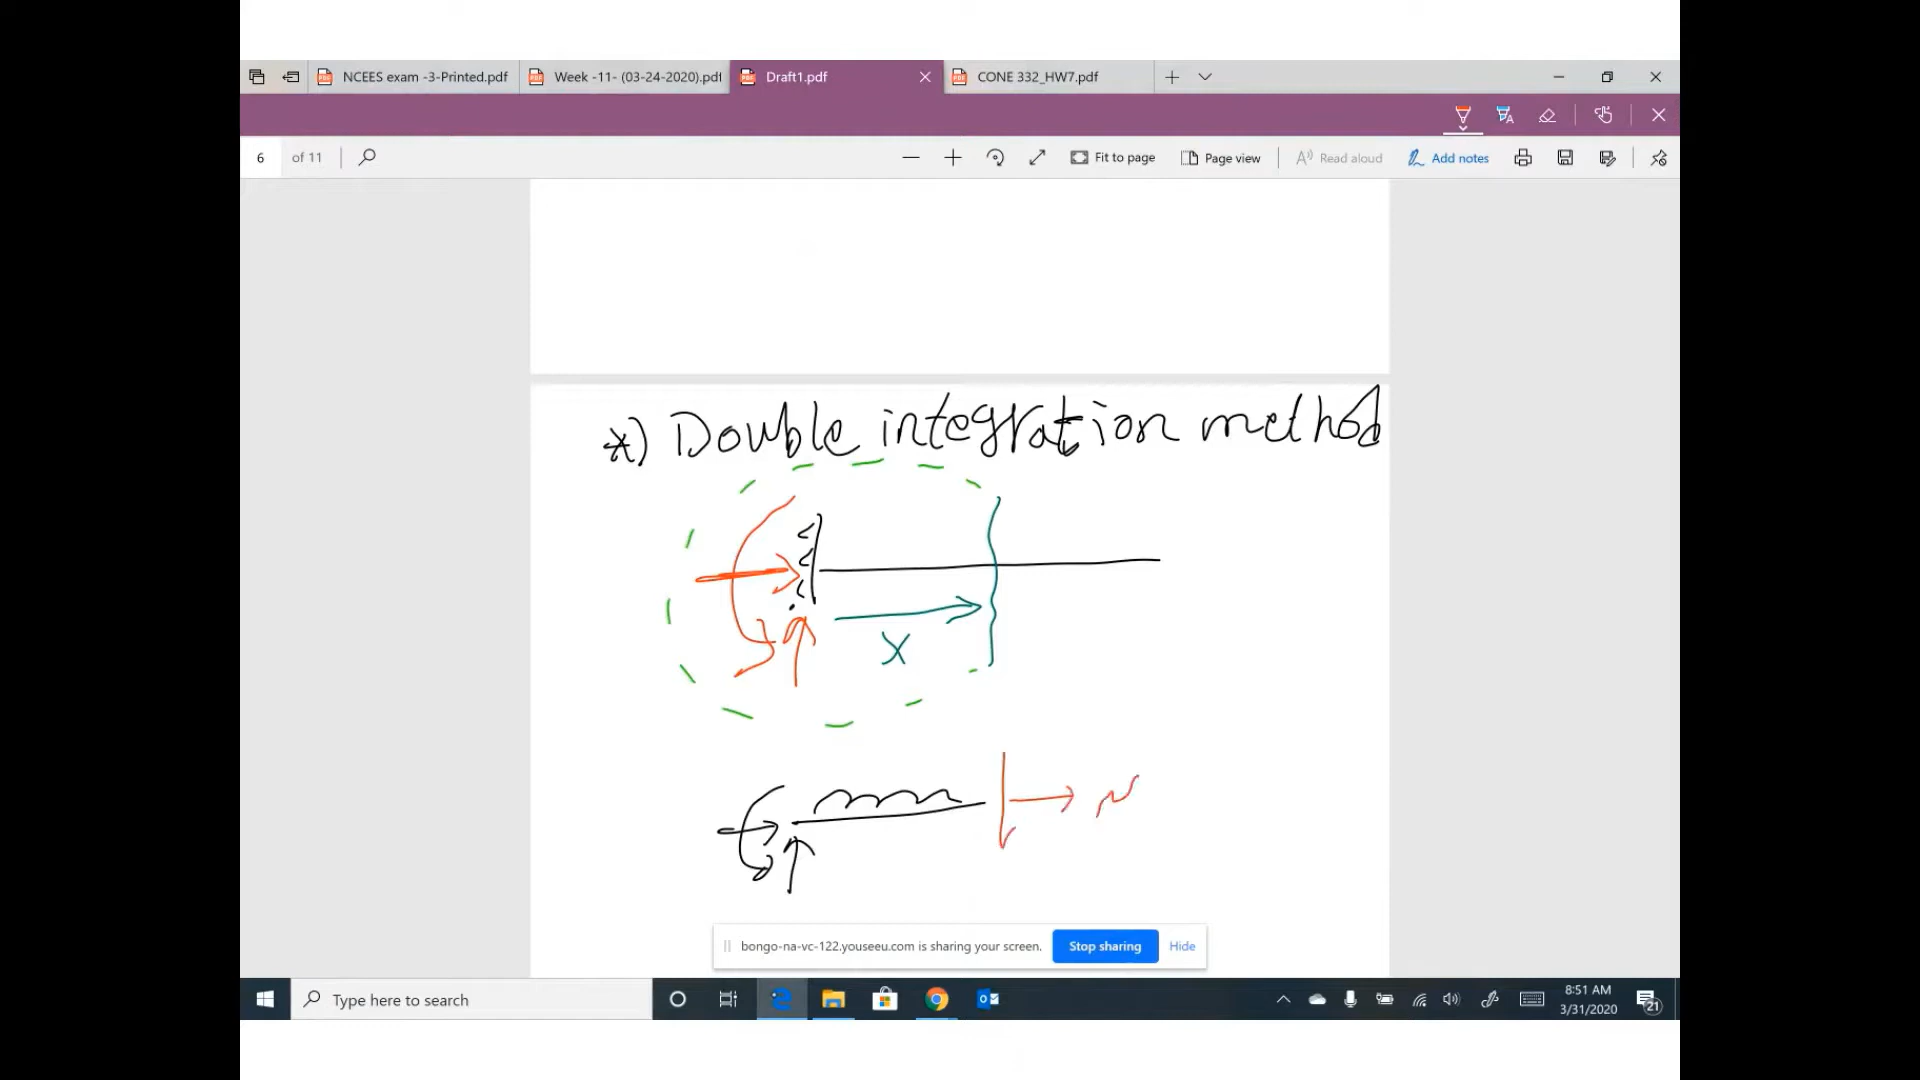 NCEES exam -3-Printed.pdf
Week -11- (03-24-2020).pdf
Draft1.pdf
CONE 332_HW7.pdf
6 of 11
Fit to page
Page view
Read aloud
Add notes
*) Double integration method
X
N
bongo-na-vc-122.youseeu.com is sharing your screen.
Stop sharing
Hide
Type here to search
8:51 AM
3/31/2020
21